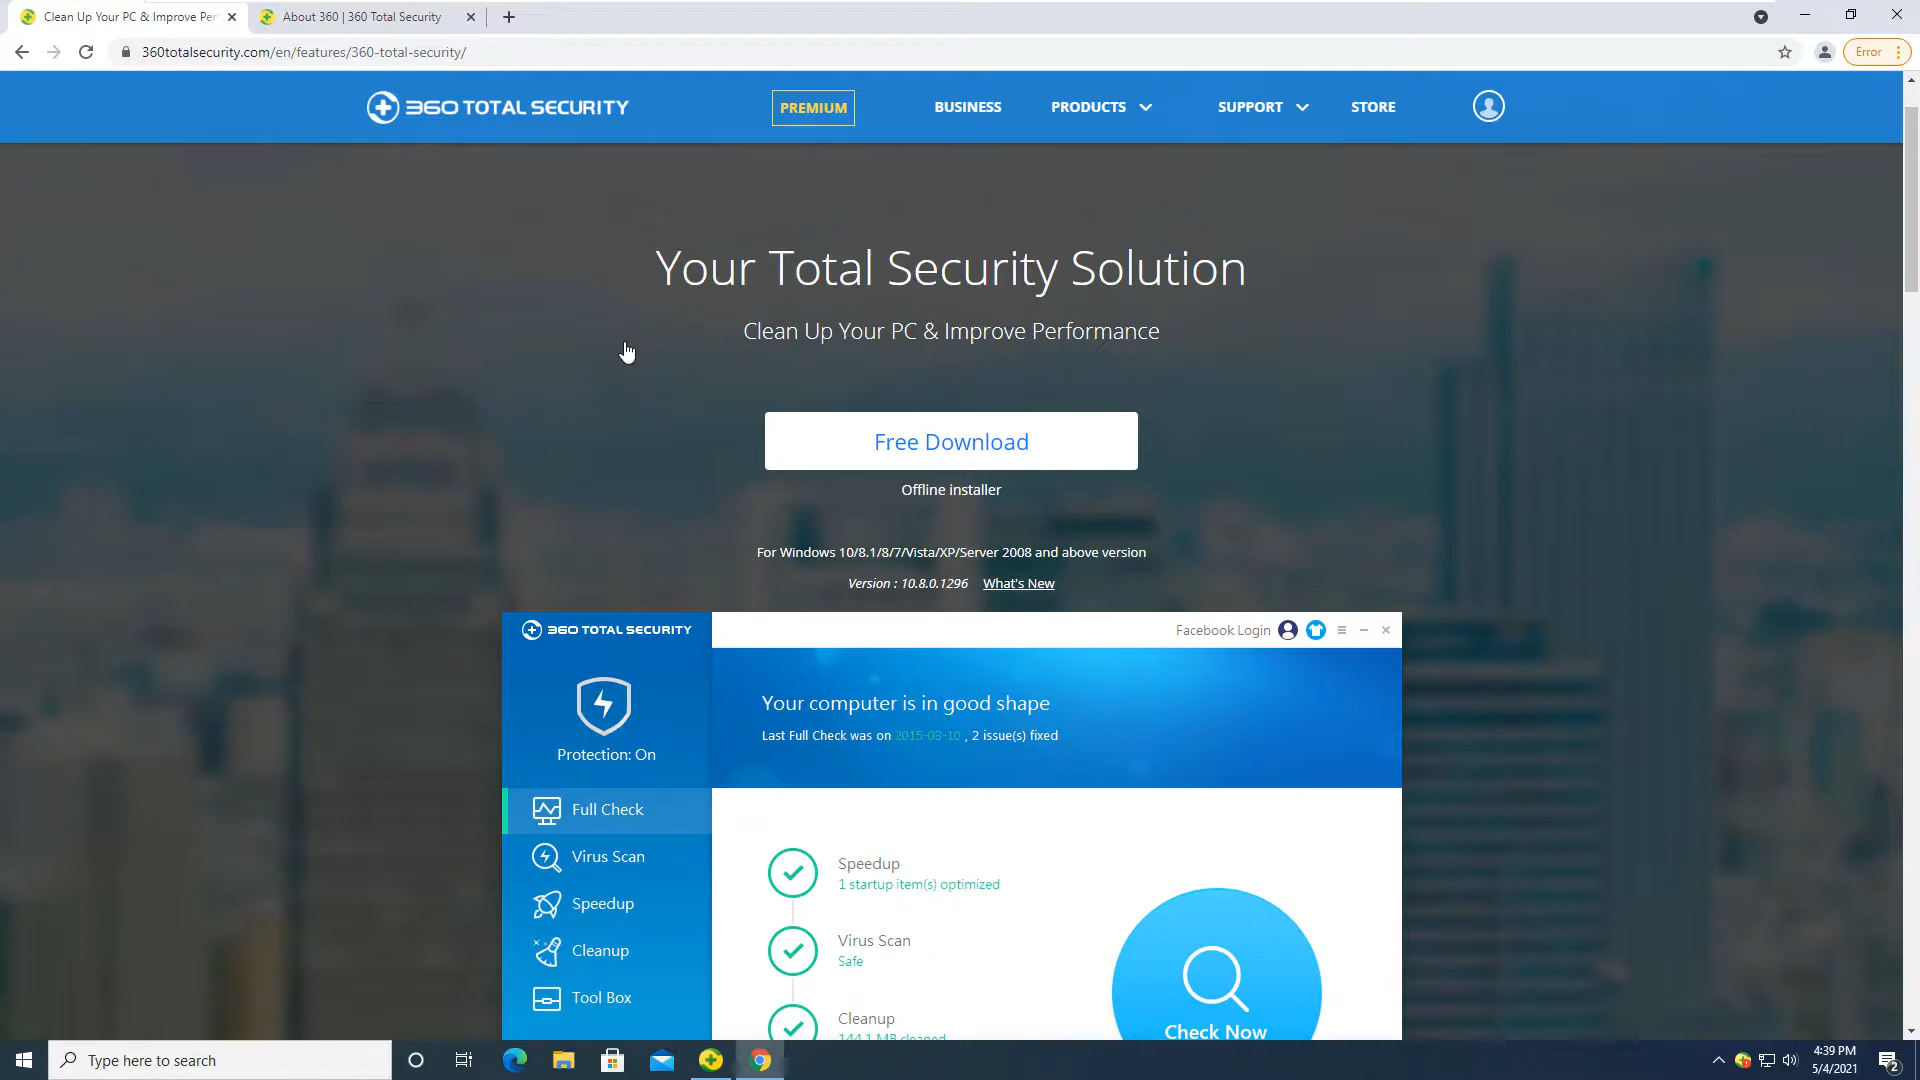 Clean Up Your PC & Improve Per
About 360 | 360 Total Security
360totalsecurity.com/en/features/360-total-security/
Error
360 TOTAL SECURITY
PREMIUM
BUSINESS
PRODUCTS
SUPPORT
STORE
Your Total Security Solution
Clean Up Your PC & Improve Performance
Free Download
Offline installer
For Windows 10/8.1/8/7/Vista/XP/Server 2008 and above version
Version : 10.8.0.1296 What's New
360 TOTAL SECURITY
Facebook Login
Protection: On
Your computer is in good shape
Last Full Check was on 2015-03-10 , 2 issue(s) fixed
Full Check
Virus Scan
Speedup
Cleanup
Tool Box
Speedup
1 startup item(s) optimized
Virus Scan
Safe
Cleanup
144.1 MB cleaned
Check Now
Type here to search
4:39 PM
5/4/2021
2